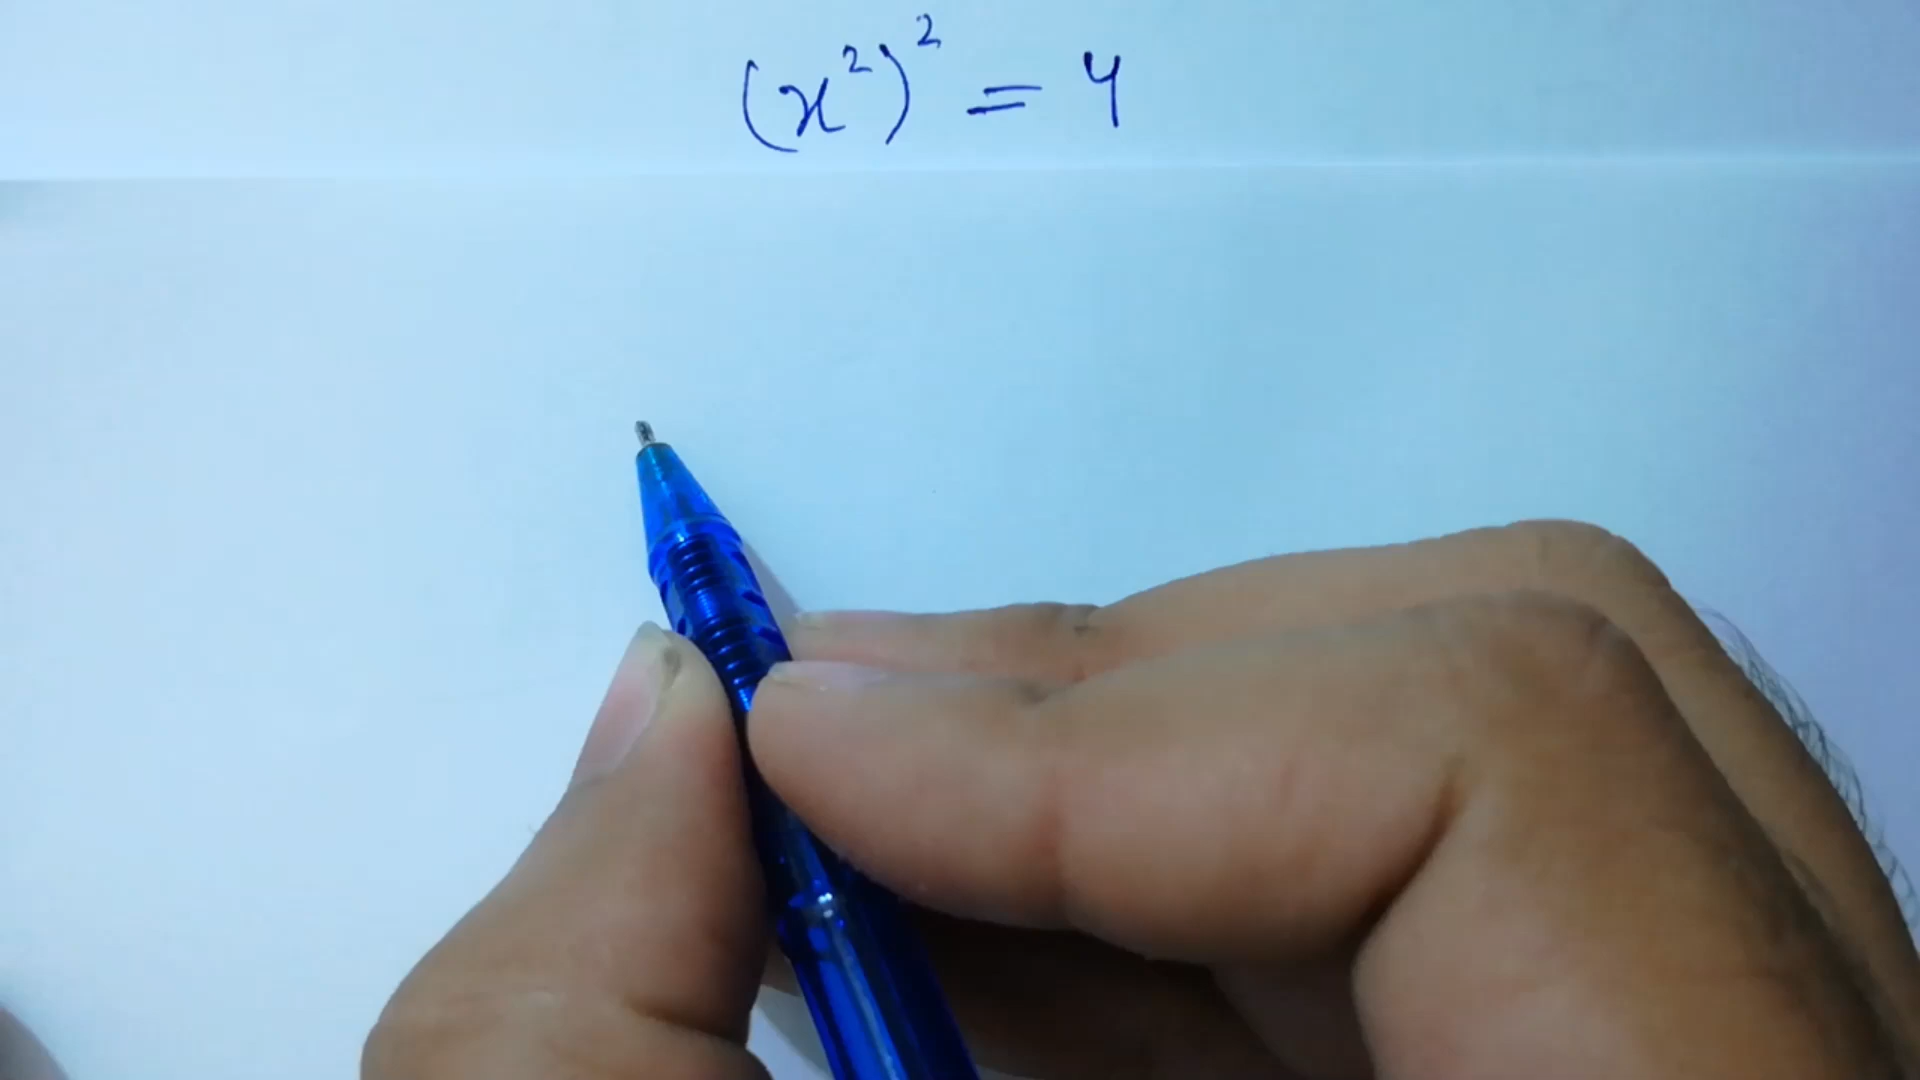 (x²)² = 4